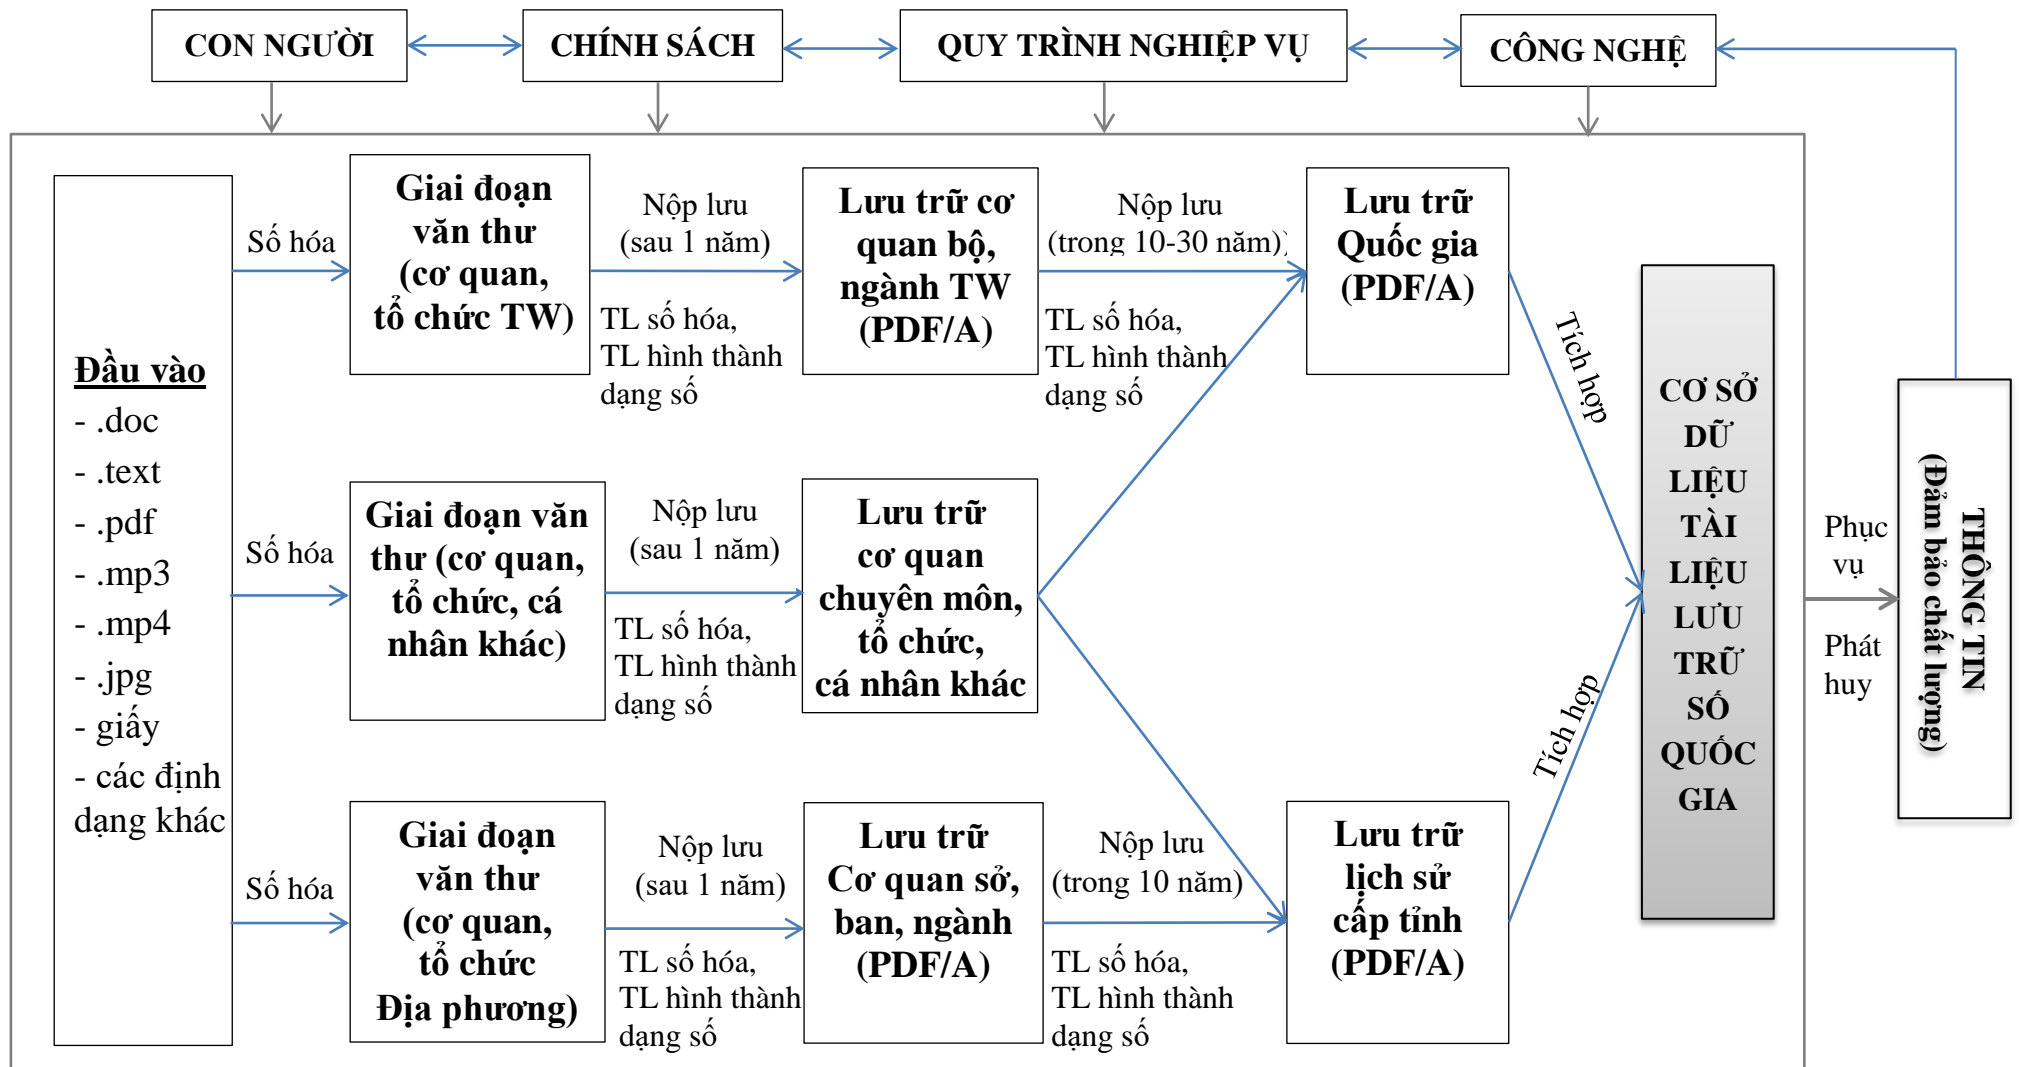 CON NGƯỜI
CHÍNH SÁCH
QUY TRÌNH NGHIỆP VỤ
CÔNG NGHỆ
Đầu vào
- .doc
- .text
- .pdf
- .mp3
- .mp4
- .jpg
- giấy
- các định
dạng khác
Số hóa
Giai đoạn
văn thư
(cơ quan,
tổ chức TW)
Nộp lưu
(sau 1 năm)
TL số hóa,
TL hình thành
dạng số
Lưu trữ cơ
quan bộ,
ngành TW
(PDF/A)
Nộp lưu
(trong 10-30 năm))
TL số hóa,
TL hình thành
dạng số
Lưu trữ
Quốc gia
(PDF/A)
Tích hợp
Số hóa
Giai đoạn văn
thư (cơ quan,
tổ chức, cá
nhân khác)
Nộp lưu
(sau 1 năm)
TL số hóa,
TL hình thành
dạng số
Lưu trữ
cơ quan
chuyên môn,
tổ chức,
cá nhân khác
Số hóa
Giai đoạn
văn thư
(cơ quan,
tổ chức
Địa phương)
Nộp lưu
(sau 1 năm)
TL số hóa,
TL hình thành
dạng số
Lưu trữ
Cơ quan sở,
ban, ngành
(PDF/A)
Nộp lưu
(trong 10 năm)
TL số hóa,
TL hình thành
dạng số
Lưu trữ
lịch sử
cấp tỉnh
(PDF/A)
Tích hợp
CƠ SỞ
DỮ
LIỆU
TÀI
LIỆU
LƯU
TRỮ
SỐ
QUỐC
GIA
Phục
vụ
Phát
huy
THÔNG TIN
(Đảm bảo chất lượng)